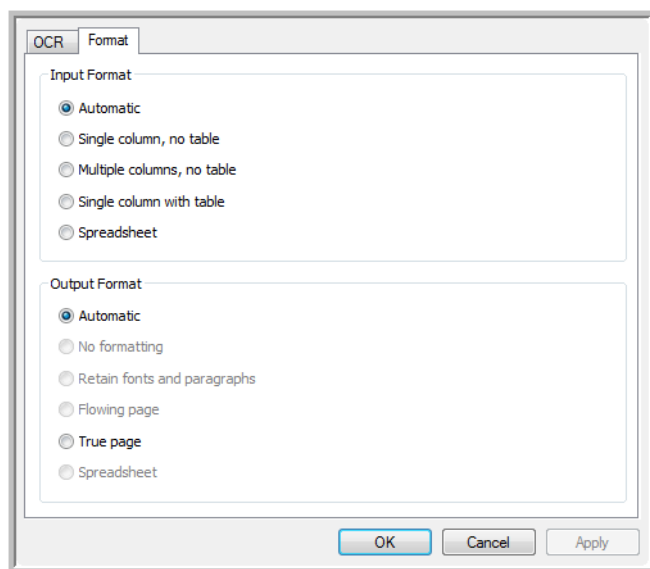 OCR Format
Input Format
Automatic
Single column, no table
Multiple columns, no table
Single column with table
Spreadsheet
Output Format
Automatic
No formatting
Retain fonts and paragraphs
Flowing page
True page
Spreadsheet
OK Cancel Apply